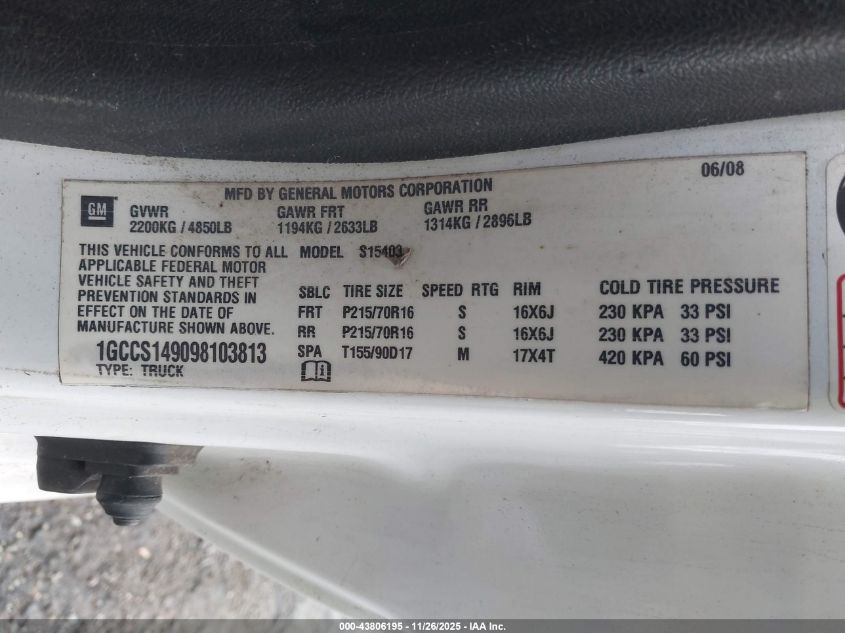 06/08
MFD BY GENERAL MOTORS CORPORATION
GM GVWR GAWR FRT GAWR RR
2200KG / 4850LB 1194KG / 2633LB 1314KG / 2896LB
THIS VEHICLE CONFORMS TO ALL MODEL S15403
APPLICABLE FEDERAL MOTOR
VEHICLE SAFETY AND THEFT
PREVENTION STANDARDS IN
EFFECT ON THE DATE OF
MANUFACTURE SHOWN ABOVE.
1GCCS149098103813
TYPE: TRUCK
SBLC TIRE SIZE SPEED RTG RIM COLD TIRE PRESSURE
FRT P215/70R16 S 16X6J 230 KPA 33 PSI
RR P215/70R16 S 16X6J 230 KPA 33 PSI
SPA T155/90D17 M 17X4T 420 KPA 60 PSI
000-43806195 - 11/26/2025 - IAA Inc.